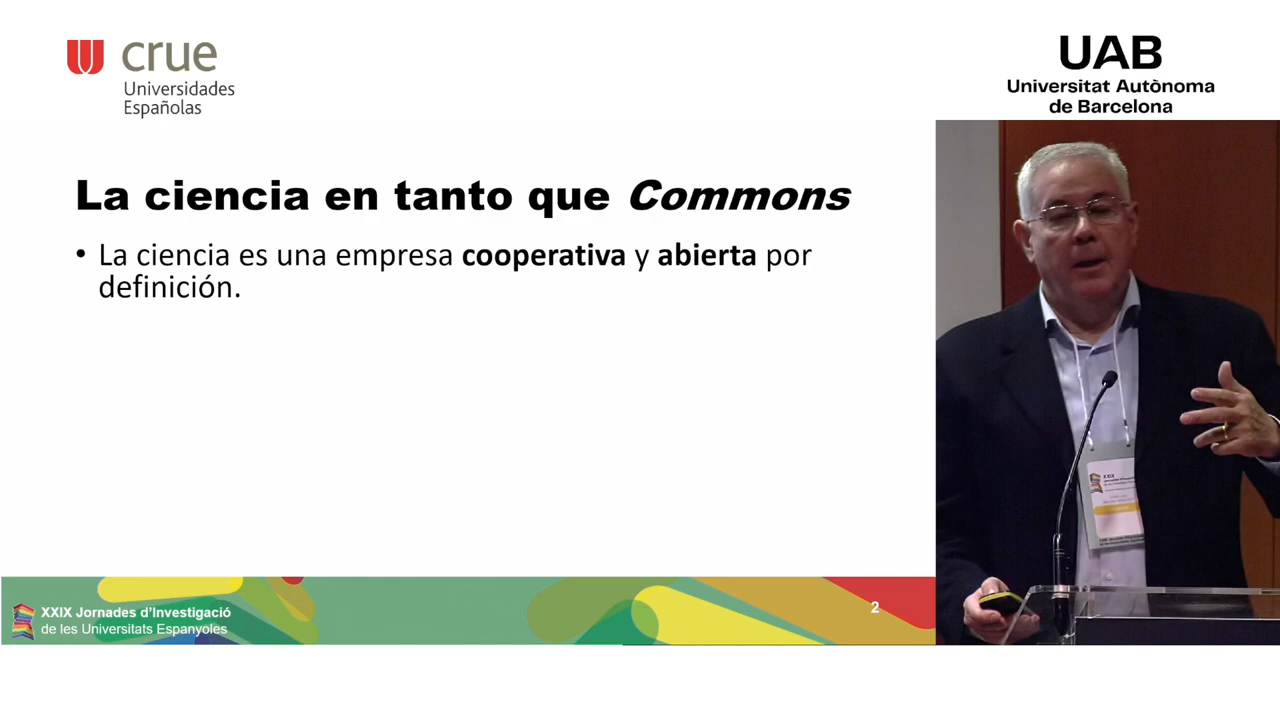 crue
Universidades
Españolas
UAB
Universitat Autònoma
de Barcelona
La ciencia en tanto que Commons
• La ciencia es una empresa cooperativa y abierta por
definición.
XXIX
XXIX Jornades d'Investigació
de les Universitats Espanyoles
2